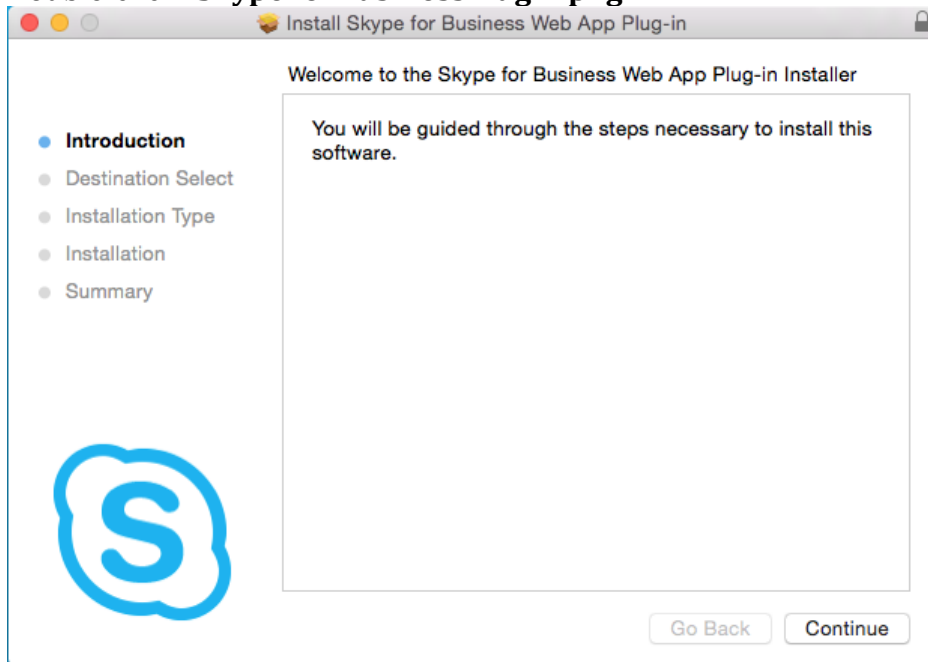 Install Skype for Business Web App Plug-in
Welcome to the Skype for Business Web App Plug-in Installer
Introduction
Destination Select
Installation Type
Installation
Summary
You will be guided through the steps necessary to install this
software.
S
Go Back
Continue